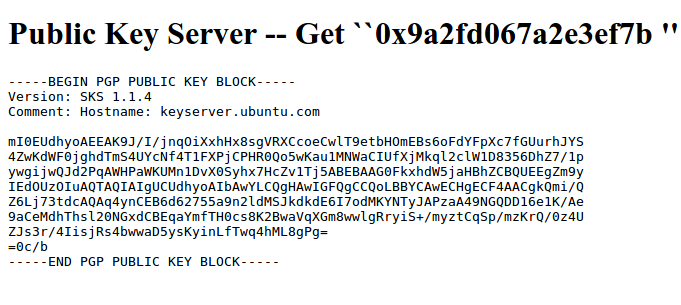 Public Key Server -- Get ``0x9a2fd067a2e3ef7b ''
-----BEGIN PGP PUBLIC KEY BLOCK-----
Version: SKS 1.1.4
Comment: Hostname: keyserver.ubuntu.com
mI0EUdhyoAEEAK9J/I/jnqOiXxhHx8sgVRXCcoeCwlT9etbHOmEBs6oFdYFpXc7fGUurhJYS
4ZwKdWF0jghdTmS4UYcNf4T1FXPjCPHR0Qo5wKau1MNWaCIUfXjMkql2clW1D8356DhZ7/1p
ywgijwQJd2PqAWHPaWKUMn1DvX0Syhx7HcZv1Tj5ABEBAAG0FkxhdW5jaHBhZCBQUEEgZm9y
IEdOUzOIuAQTAQIAIgUCUdhyoAIbAwYLCQgHAwIGFQgCCQoLBBYCAwECHgECF4AACgkQmi/Q
Z6Lj73tdcAQAq4ynCEB6d62755a9n2ldMSJkdkdE6I7odMKYNTyJAPzaA49NGQDD16e1K/Ae
9aCeMdhThsl20NGxdCBEqaYmfTH0cs8K2BwaVqXGm8wwlgRryiS+/myztCqSp/mzKrQ/0z4U
ZJs3r/4IisjRs4bwwaD5ysKyinLfTwq4hML8gPg=
=0c/b
-----END PGP PUBLIC KEY BLOCK-----